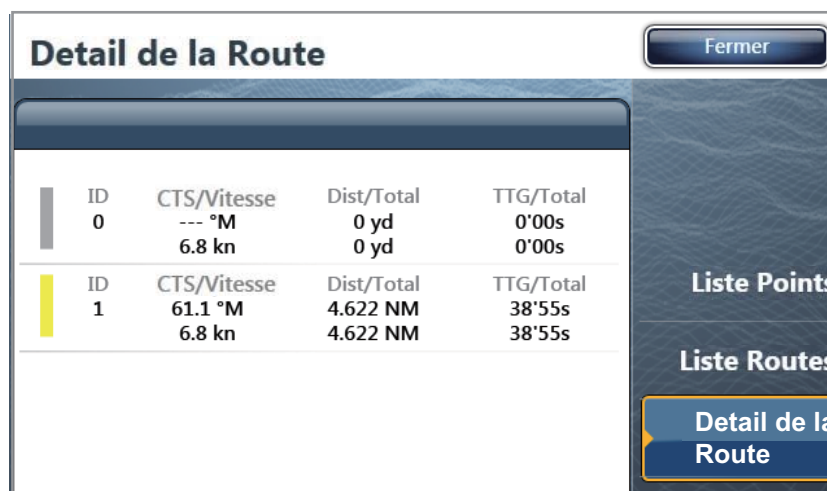 Detail de la Route
Fermer
ID CTS/Vitesse Dist/Total TTG/Total
0 --- °M 0 yd 0'00s
6.8 kn 0 yd 0'00s
ID CTS/Vitesse Dist/Total TTG/Total
1 61.1 °M 4.622 NM 38'55s
6.8 kn 4.622 NM 38'55s
Liste Points
Liste Routes
Detail de la
Route